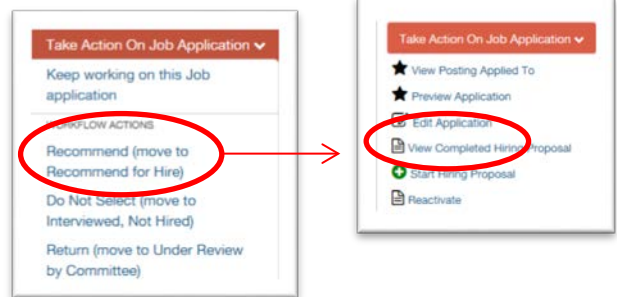 Take Action On Job Application
Keep working on this Job
application
WORKFLOW ACTIONS
Recommend (move to
Recommend for Hire)
Do Not Select (move to
Interviewed, Not Hired)
Return (move to Under Review
by Committee)
Take Action On Job Application
View Posting Applied To
Preview Application
Edit Application
View Completed Hiring Proposal
Start Hiring Proposal
Reactivate